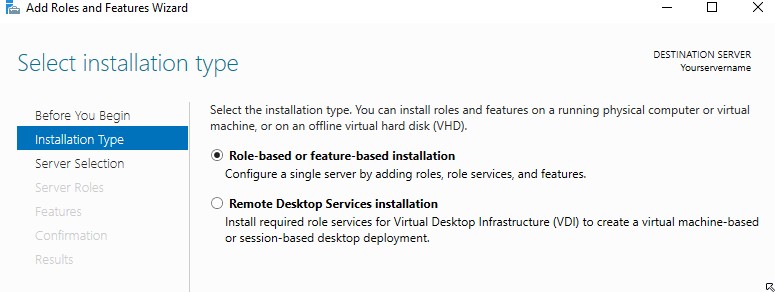 Add Roles and Features Wizard
Select installation type
DESTINATION SERVER
Yourservername
Before You Begin
Installation Type
Server Selection
Server Roles
Features
Confirmation
Results
Select the installation type. You can install roles and features on a running physical computer or virtual
machine, or on an offline virtual hard disk (VHD).
Role-based or feature-based installation
Configure a single server by adding roles, role services, and features.
Remote Desktop Services installation
Install required role services for Virtual Desktop Infrastructure (VDI) to create a virtual machine-based
or session-based desktop deployment.